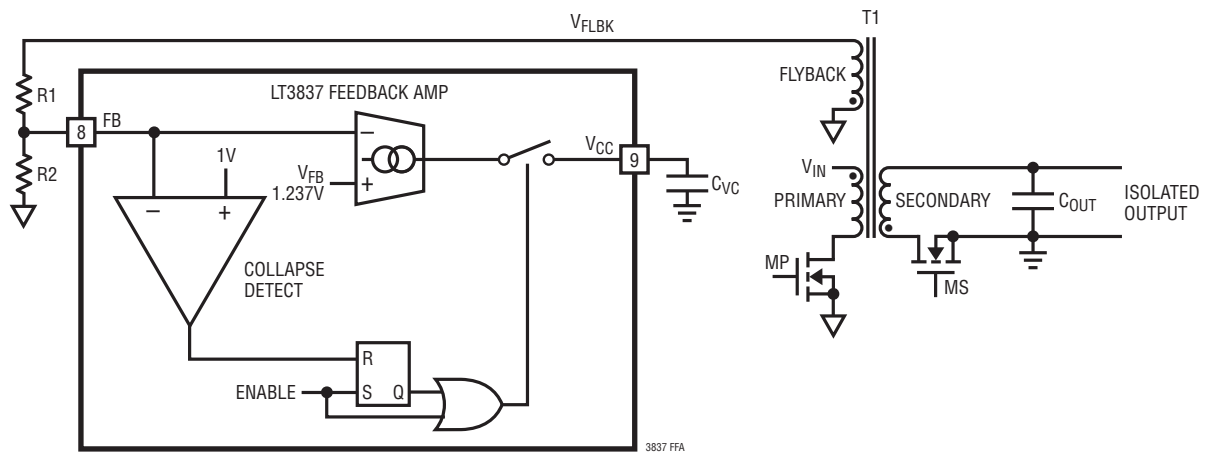 T1
VFLBK
FLYBACK
R1
LT3837 FEEDBACK AMP
8
FB
−
1V
VFB
1.237V
+
VCC
9
CVC
R2
−
+
COLLAPSE
DETECT
VIN
PRIMARY
SECONDARY
COUT
ISOLATED
OUTPUT
MP
MS
R
ENABLE
S
Q
3837 FFA